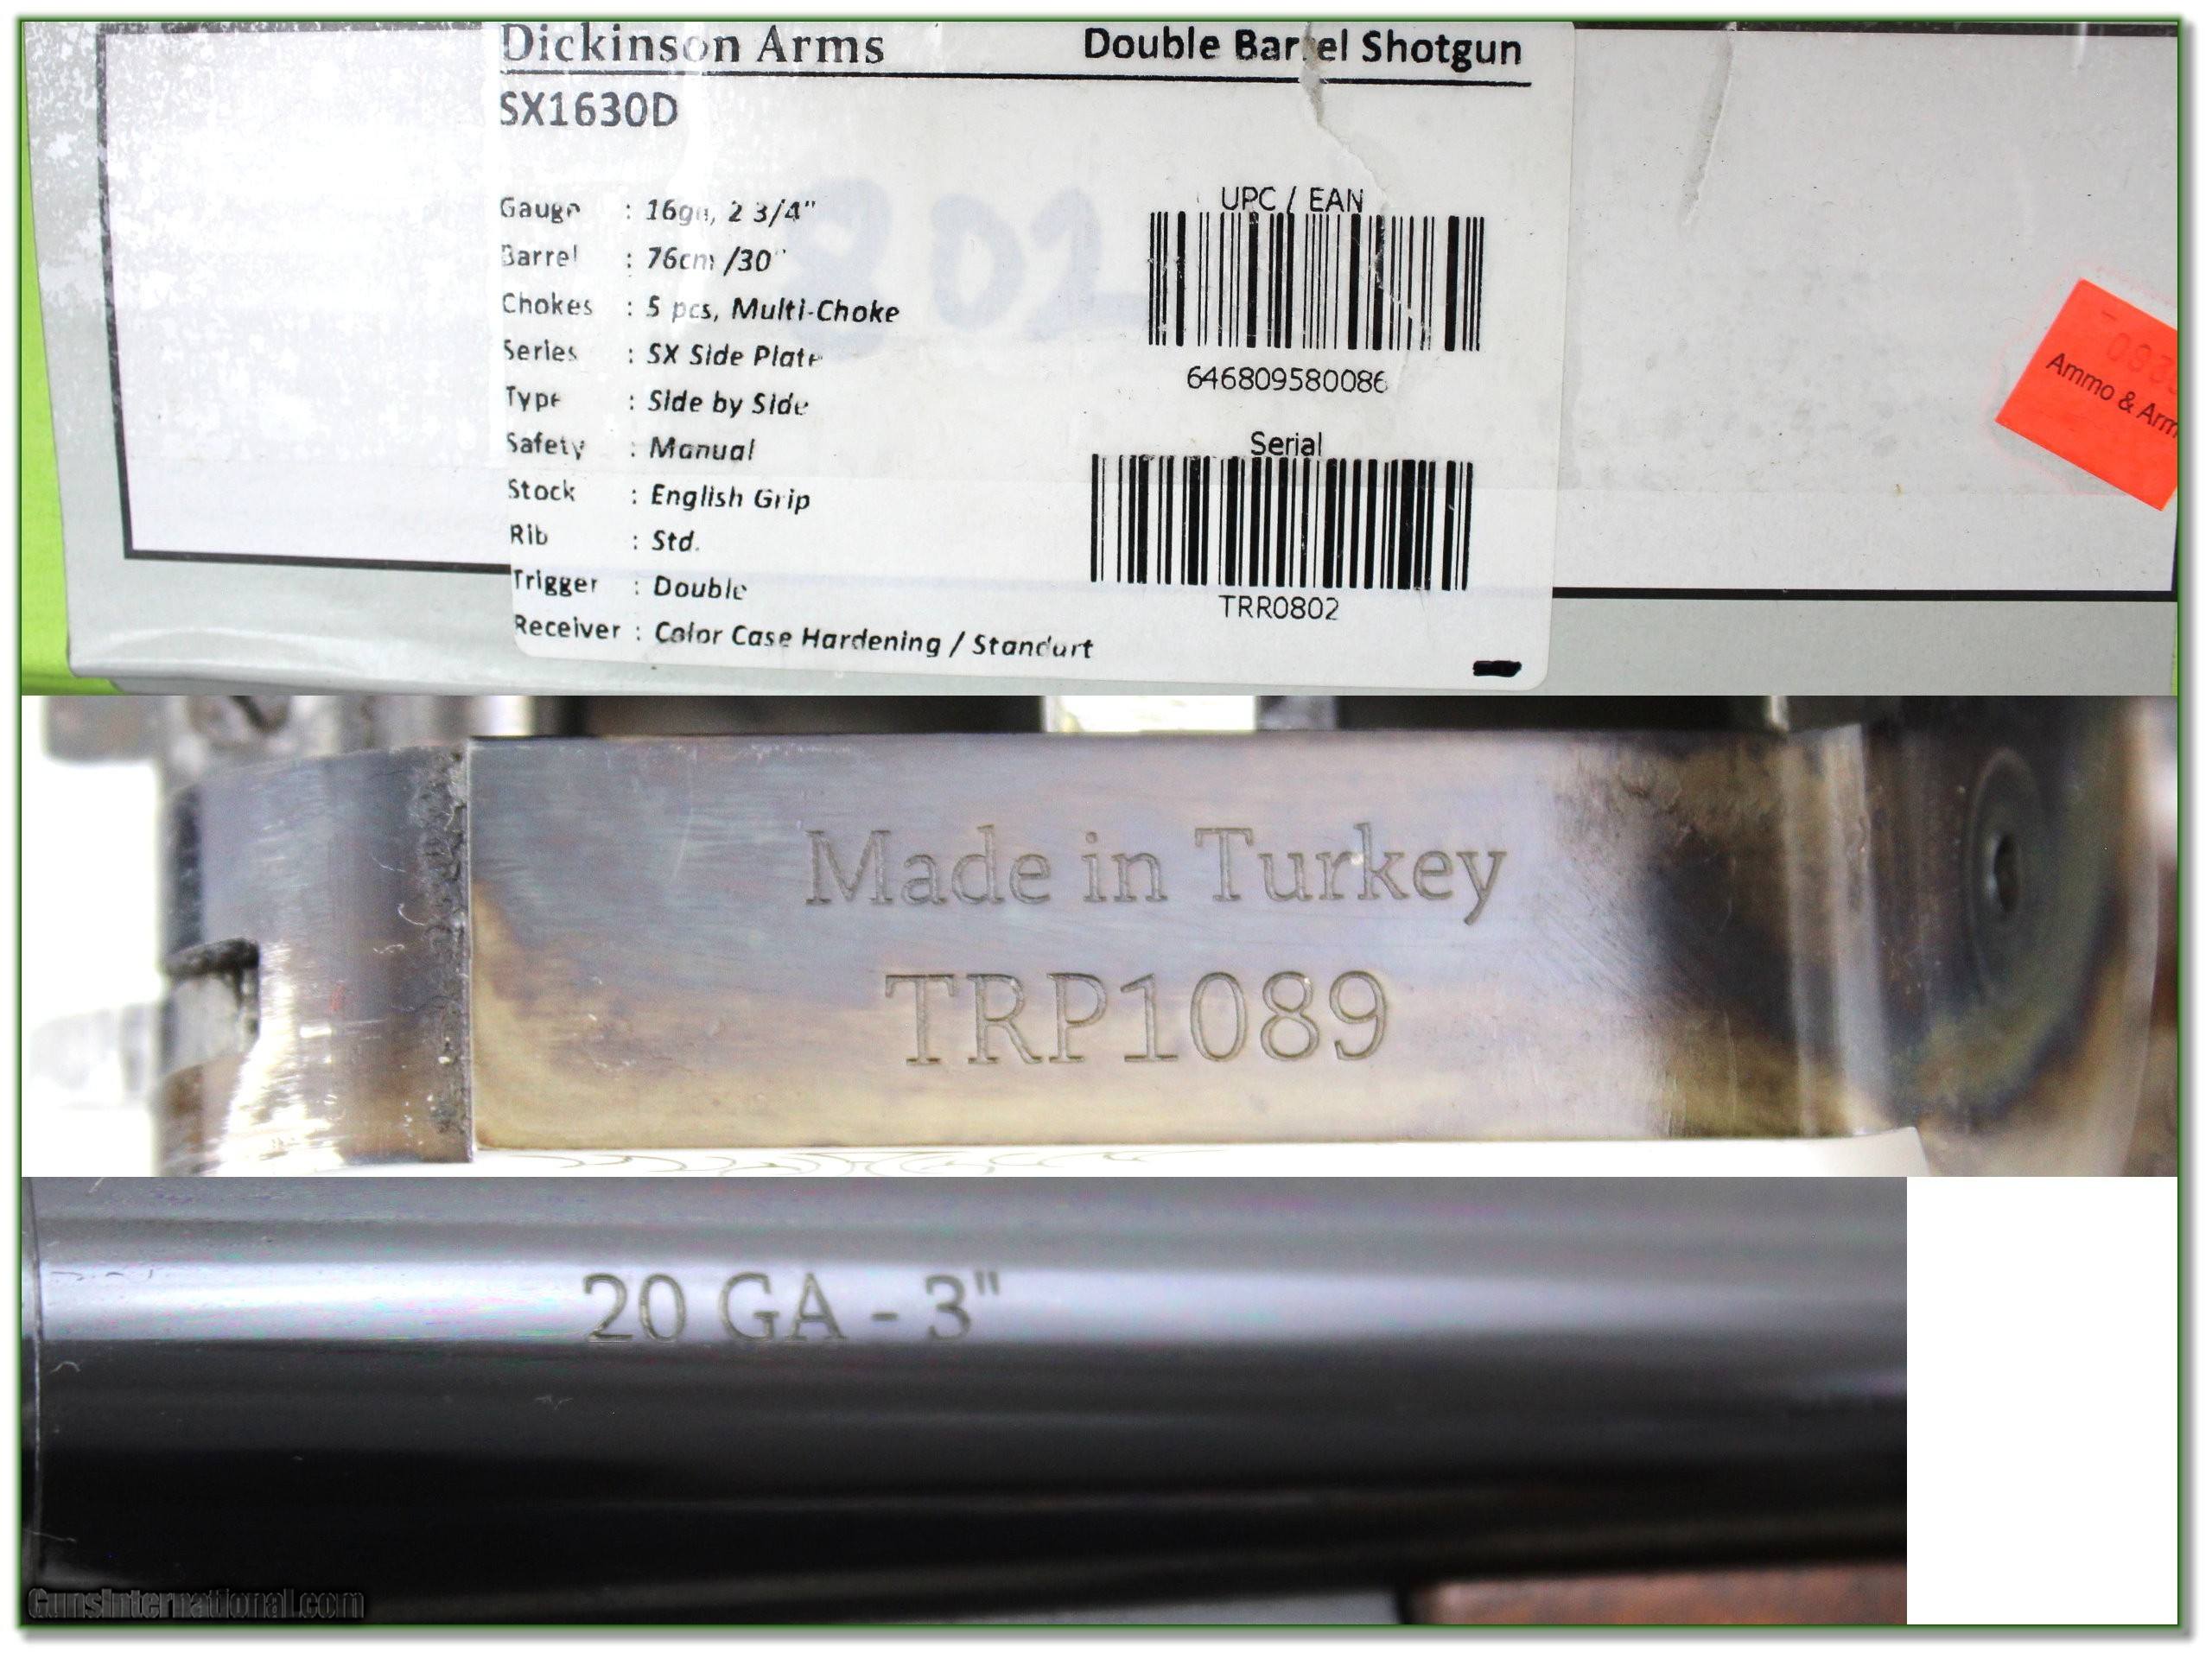 Dickinson Arms Double Barrel Shotgun
SX1630D
Gauge : 16ga, 2 3/4"
Barrel : 76cm /30"
Chokes : 5 pcs, Multi-Choke
Series : SX Side Plate
Type : Side by Side
Safety : Manual
Stock : English Grip
Rib : Std.
Trigger : Double
Receiver : Color Case Hardening / Standart
UPC / EAN
646809580086
Serial
TRR0802
Ammo & Arm
Made in Turkey
TRP1089
20 GA - 3"
GunsInternational.com